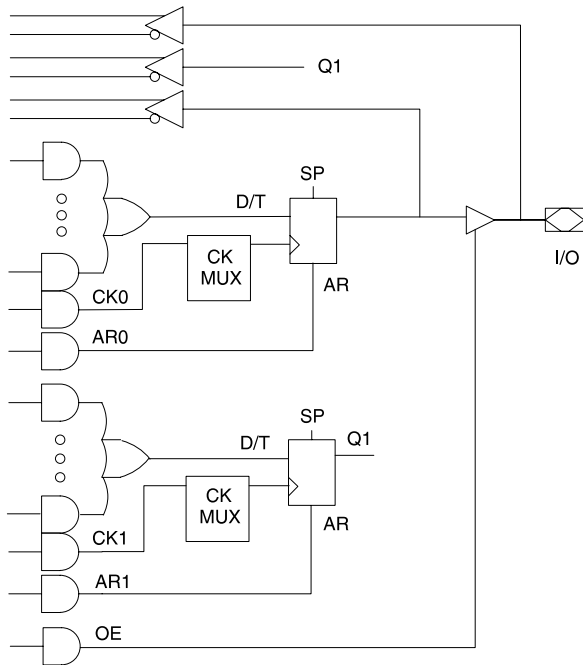 Q1
SP
D/T
CK
MUX
I/O
CK0
AR
AR0
SP
Q1
D/T
CK
MUX
AR
CK1
AR1
OE